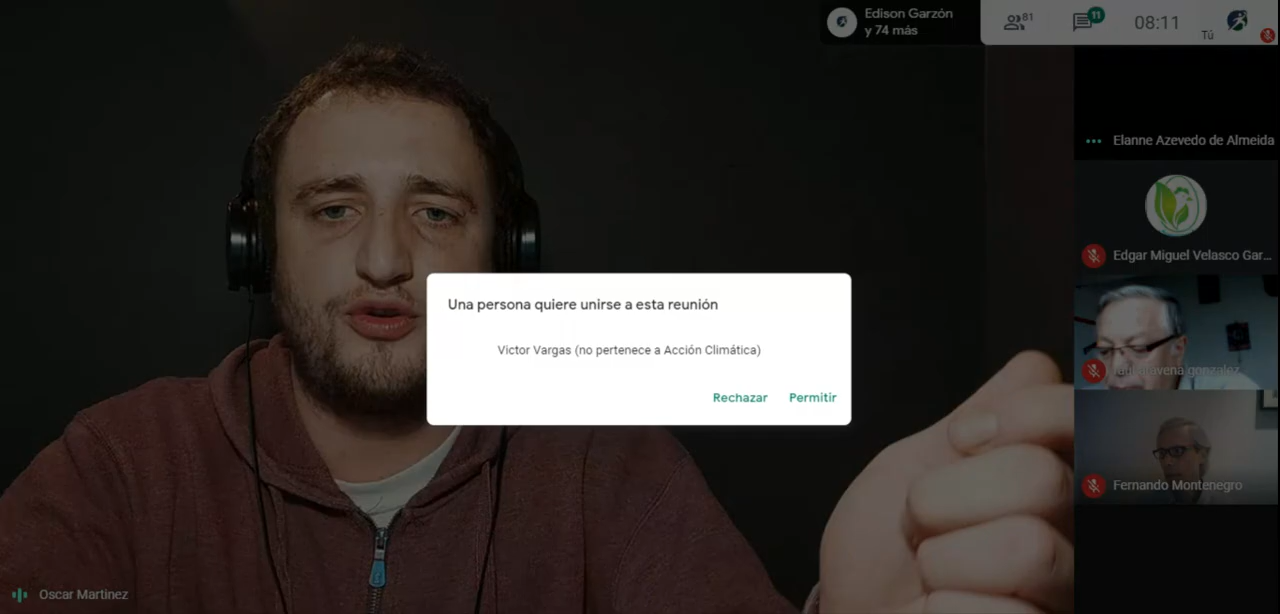 Edison Garzón
y 74 más
81
11
08:11
Tú
Elanne Azevedo de Almeida
Edgar Miguel Velasco Gar...
gonzalez
Fernando Montenegro
Una persona quiere unirse a esta reunión
Victor Vargas (no pertenece a Acción Climática)
Rechazar Permitir
Oscar Martinez